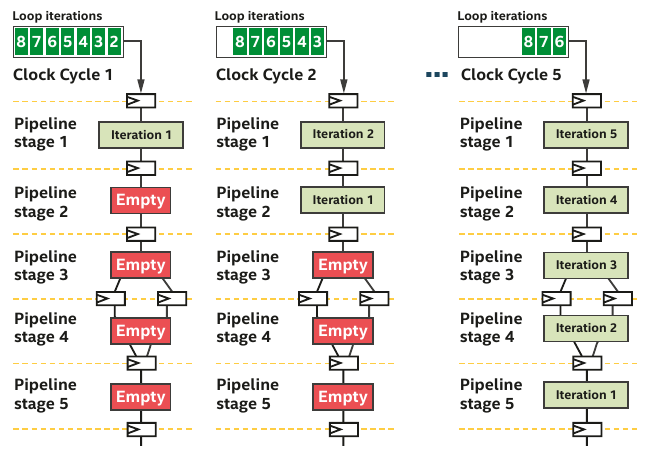 Loop iterations
8 7 6 5 4 3 2
Clock Cycle 1
Pipeline
stage 1
Iteration 1
Pipeline
stage 2
Empty
Pipeline
stage 3
Empty
Pipeline
stage 4
Empty
Pipeline
stage 5
Empty
Loop iterations
8 7 6 5 4 3
Clock Cycle 2
Pipeline
stage 1
Iteration 2
Pipeline
stage 2
Iteration 1
Pipeline
stage 3
Empty
Pipeline
stage 4
Empty
Pipeline
stage 5
Empty
Loop iterations
8 7 6
Clock Cycle 5
Pipeline
stage 1
Iteration 5
Pipeline
stage 2
Iteration 4
Pipeline
stage 3
Iteration 3
Pipeline
stage 4
Iteration 2
Pipeline
stage 5
Iteration 1